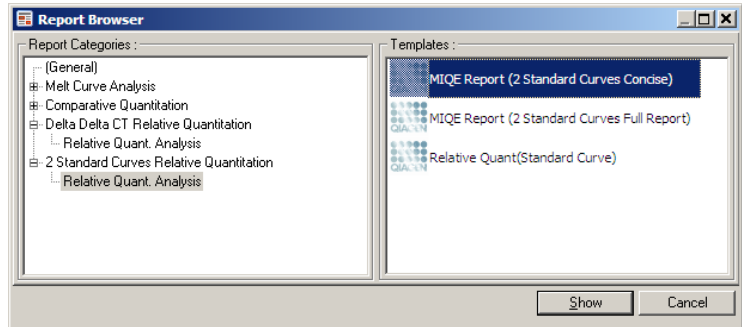 Report Browser
Report Categories :
(General)
Melt Curve Analysis
Comparative Quantitation
Delta Delta CT Relative Quantitation
Relative Quant. Analysis
2 Standard Curves Relative Quantitation
Relative Quant. Analysis
Templates :
MIQE Report (2 Standard Curves Concise)
QIAGEN
MIQE Report (2 Standard Curves Full Report)
QIAGEN
Relative Quant(Standard Curve)
Show
Cancel